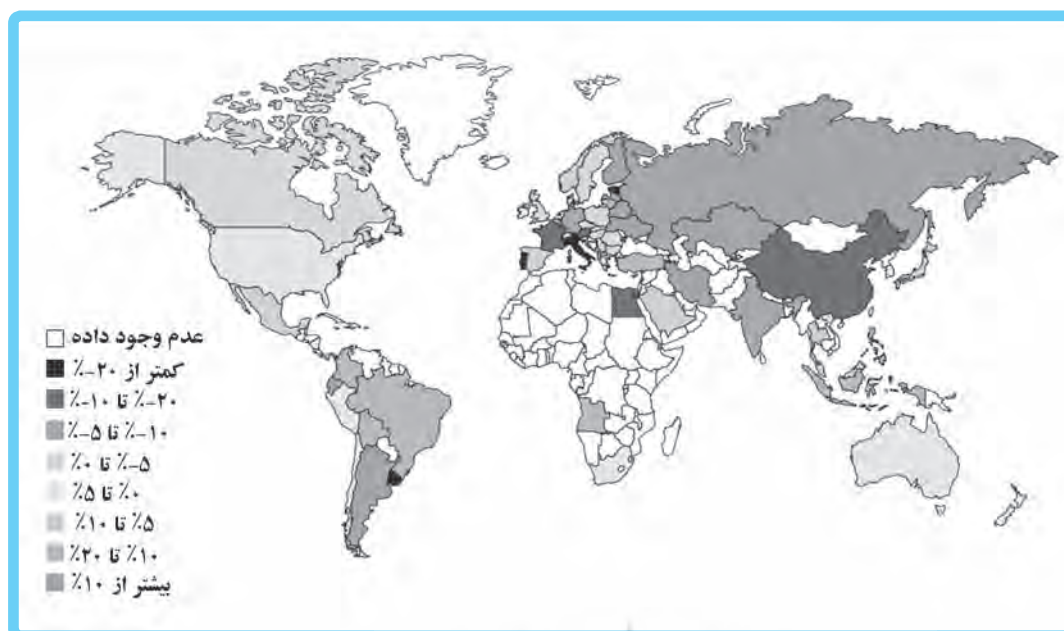 عدم وجود داده
کمتر از ۲۰-٪
۲۰-٪ تا ۱۰-٪
۱۰-٪ تا ۵-٪
۵-٪ تا ۰٪
۰٪ تا ۵٪
۵٪ تا ۱۰٪
۱۰٪ تا ۲۰٪
بیشتر از ۱۰٪